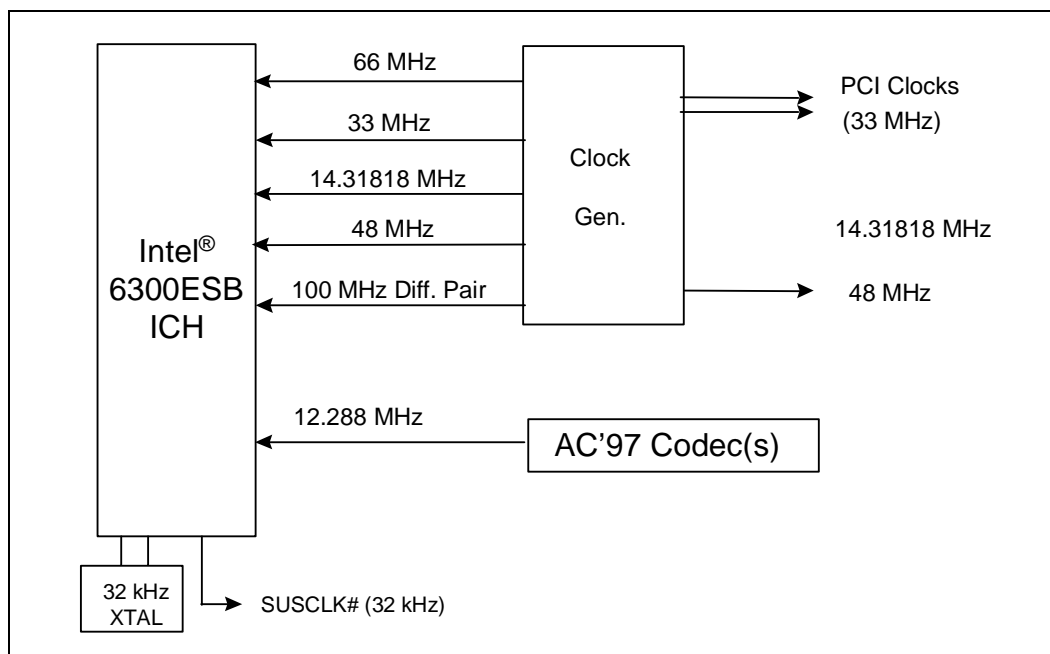 66 MHz
33 MHz
14.31818 MHz
48 MHz
100 MHz Diff. Pair
12.288 MHz
Intel®
6300ESB
ICH
Clock
Gen.
PCI Clocks
(33 MHz)
14.31818 MHz
48 MHz
AC'97 Codec(s)
32 kHz
XTAL
SUSCLK# (32 kHz)